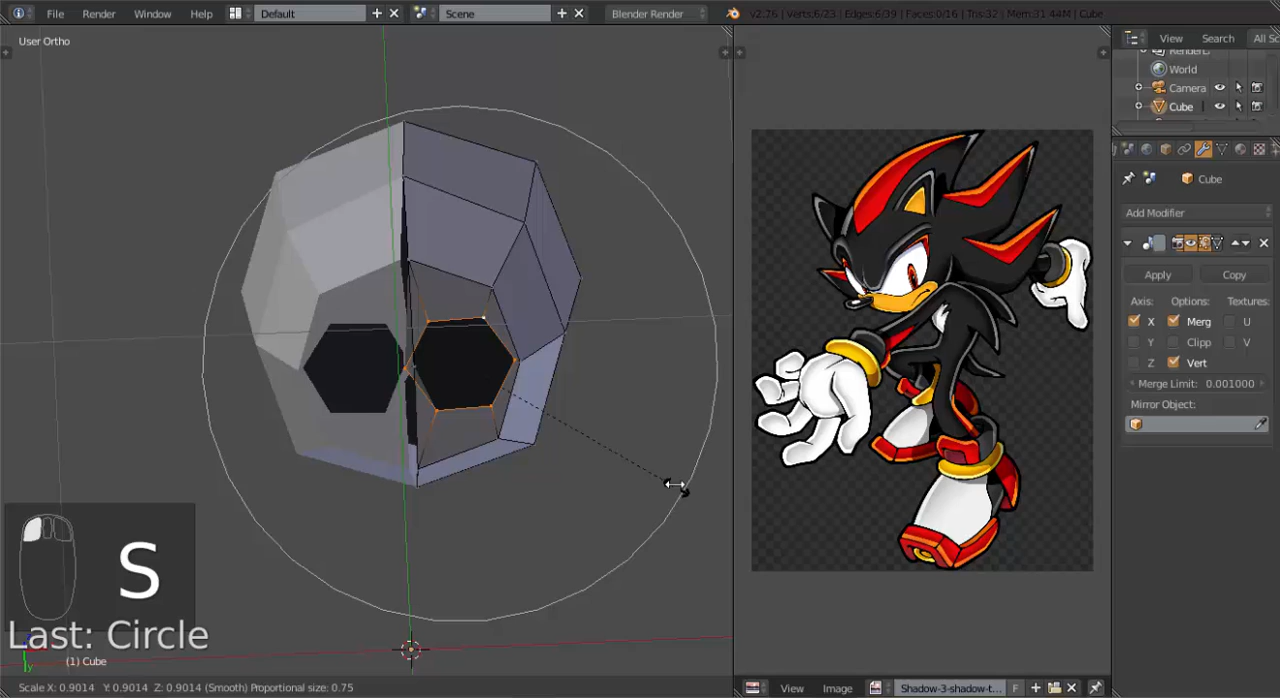 File Render Window Help Default Scene Blender Render v2.76 | Verts:6/23 | Edges:6/39 | Faces:0/16 | Tris:32 | Mem:31.44M | Cube
User Ortho
View Search All Sc
World
Camera
Cube
Cube
Add Modifier
Apply Copy
Axis: Options: Textures:
X Merg U
Y Clipp V
Z Vert
Merge Limit: 0.001000
Mirror Object:
S
Last: Circle
(1) Cube
Scale X: 0.9014 Y: 0.9014 Z: 0.9014 (Smooth) Proportional size: 0.75
View Image Shadow-3-shadow-t... F